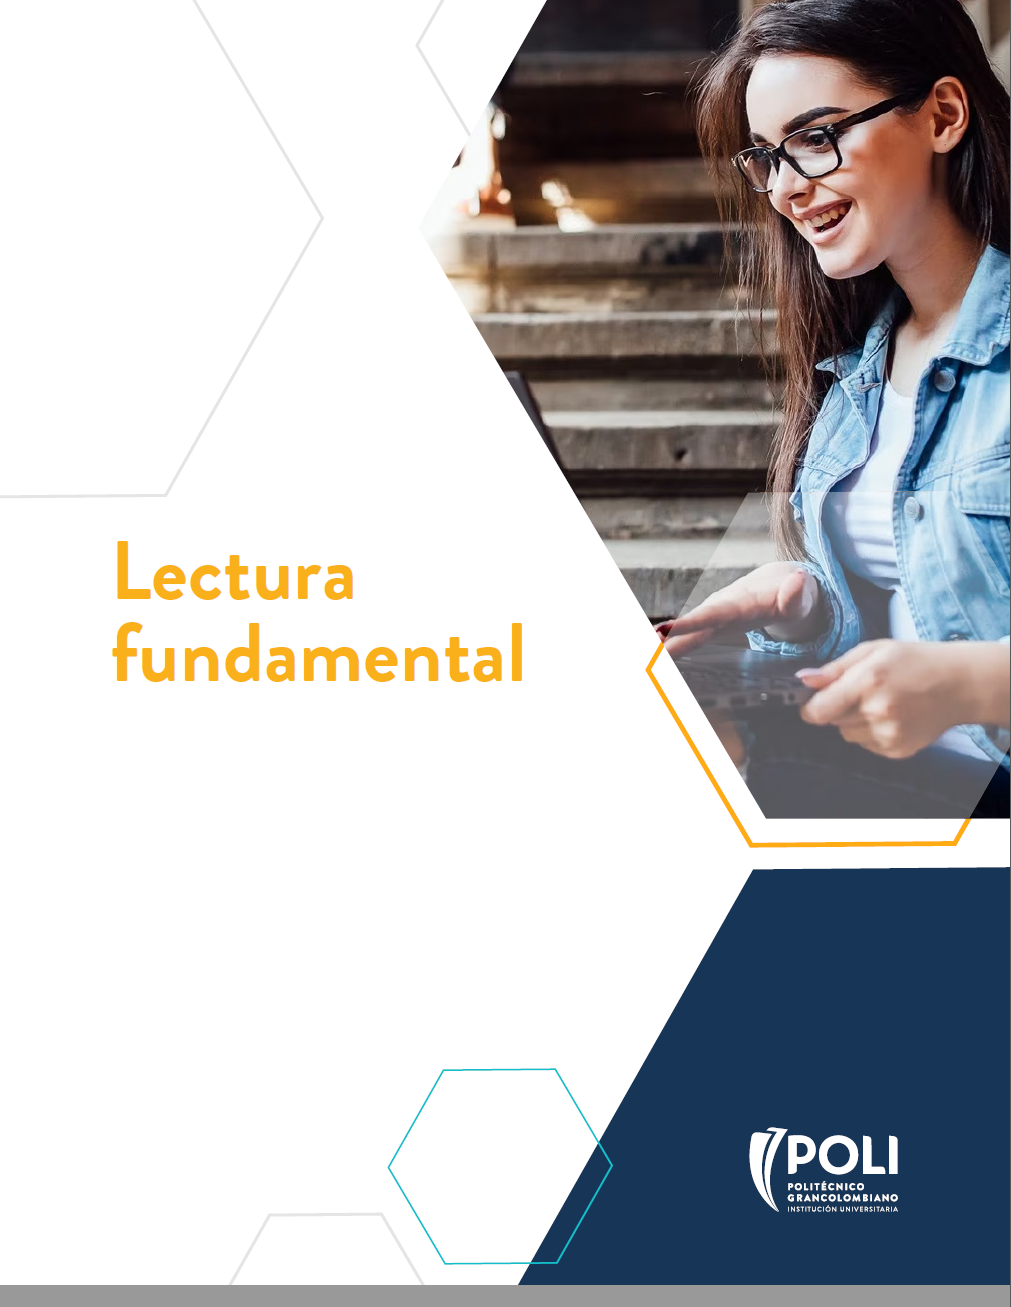 Lectura
fundamental
POLI
POLITÉCNICO
GRANCOLOMBIANO
INSTITUCIÓN UNIVERSITARIA